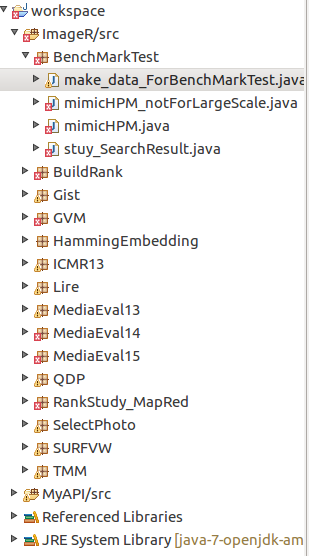 workspace
ImageR/src
BenchMarkTest
make_data_ForBenchMarkTest.java
mimicHPM_notForLargeScale.java
mimicHPM.java
stuy_SearchResult.java
BuildRank
Gist
GVM
HammingEmbedding
ICMR13
Lire
MediaEval13
MediaEval14
MediaEval15
QDP
RankStudy_MapRed
SelectPhoto
SURFVW
TMM
MyAPI/src
Referenced Libraries
JRE System Library [java-7-openjdk-am